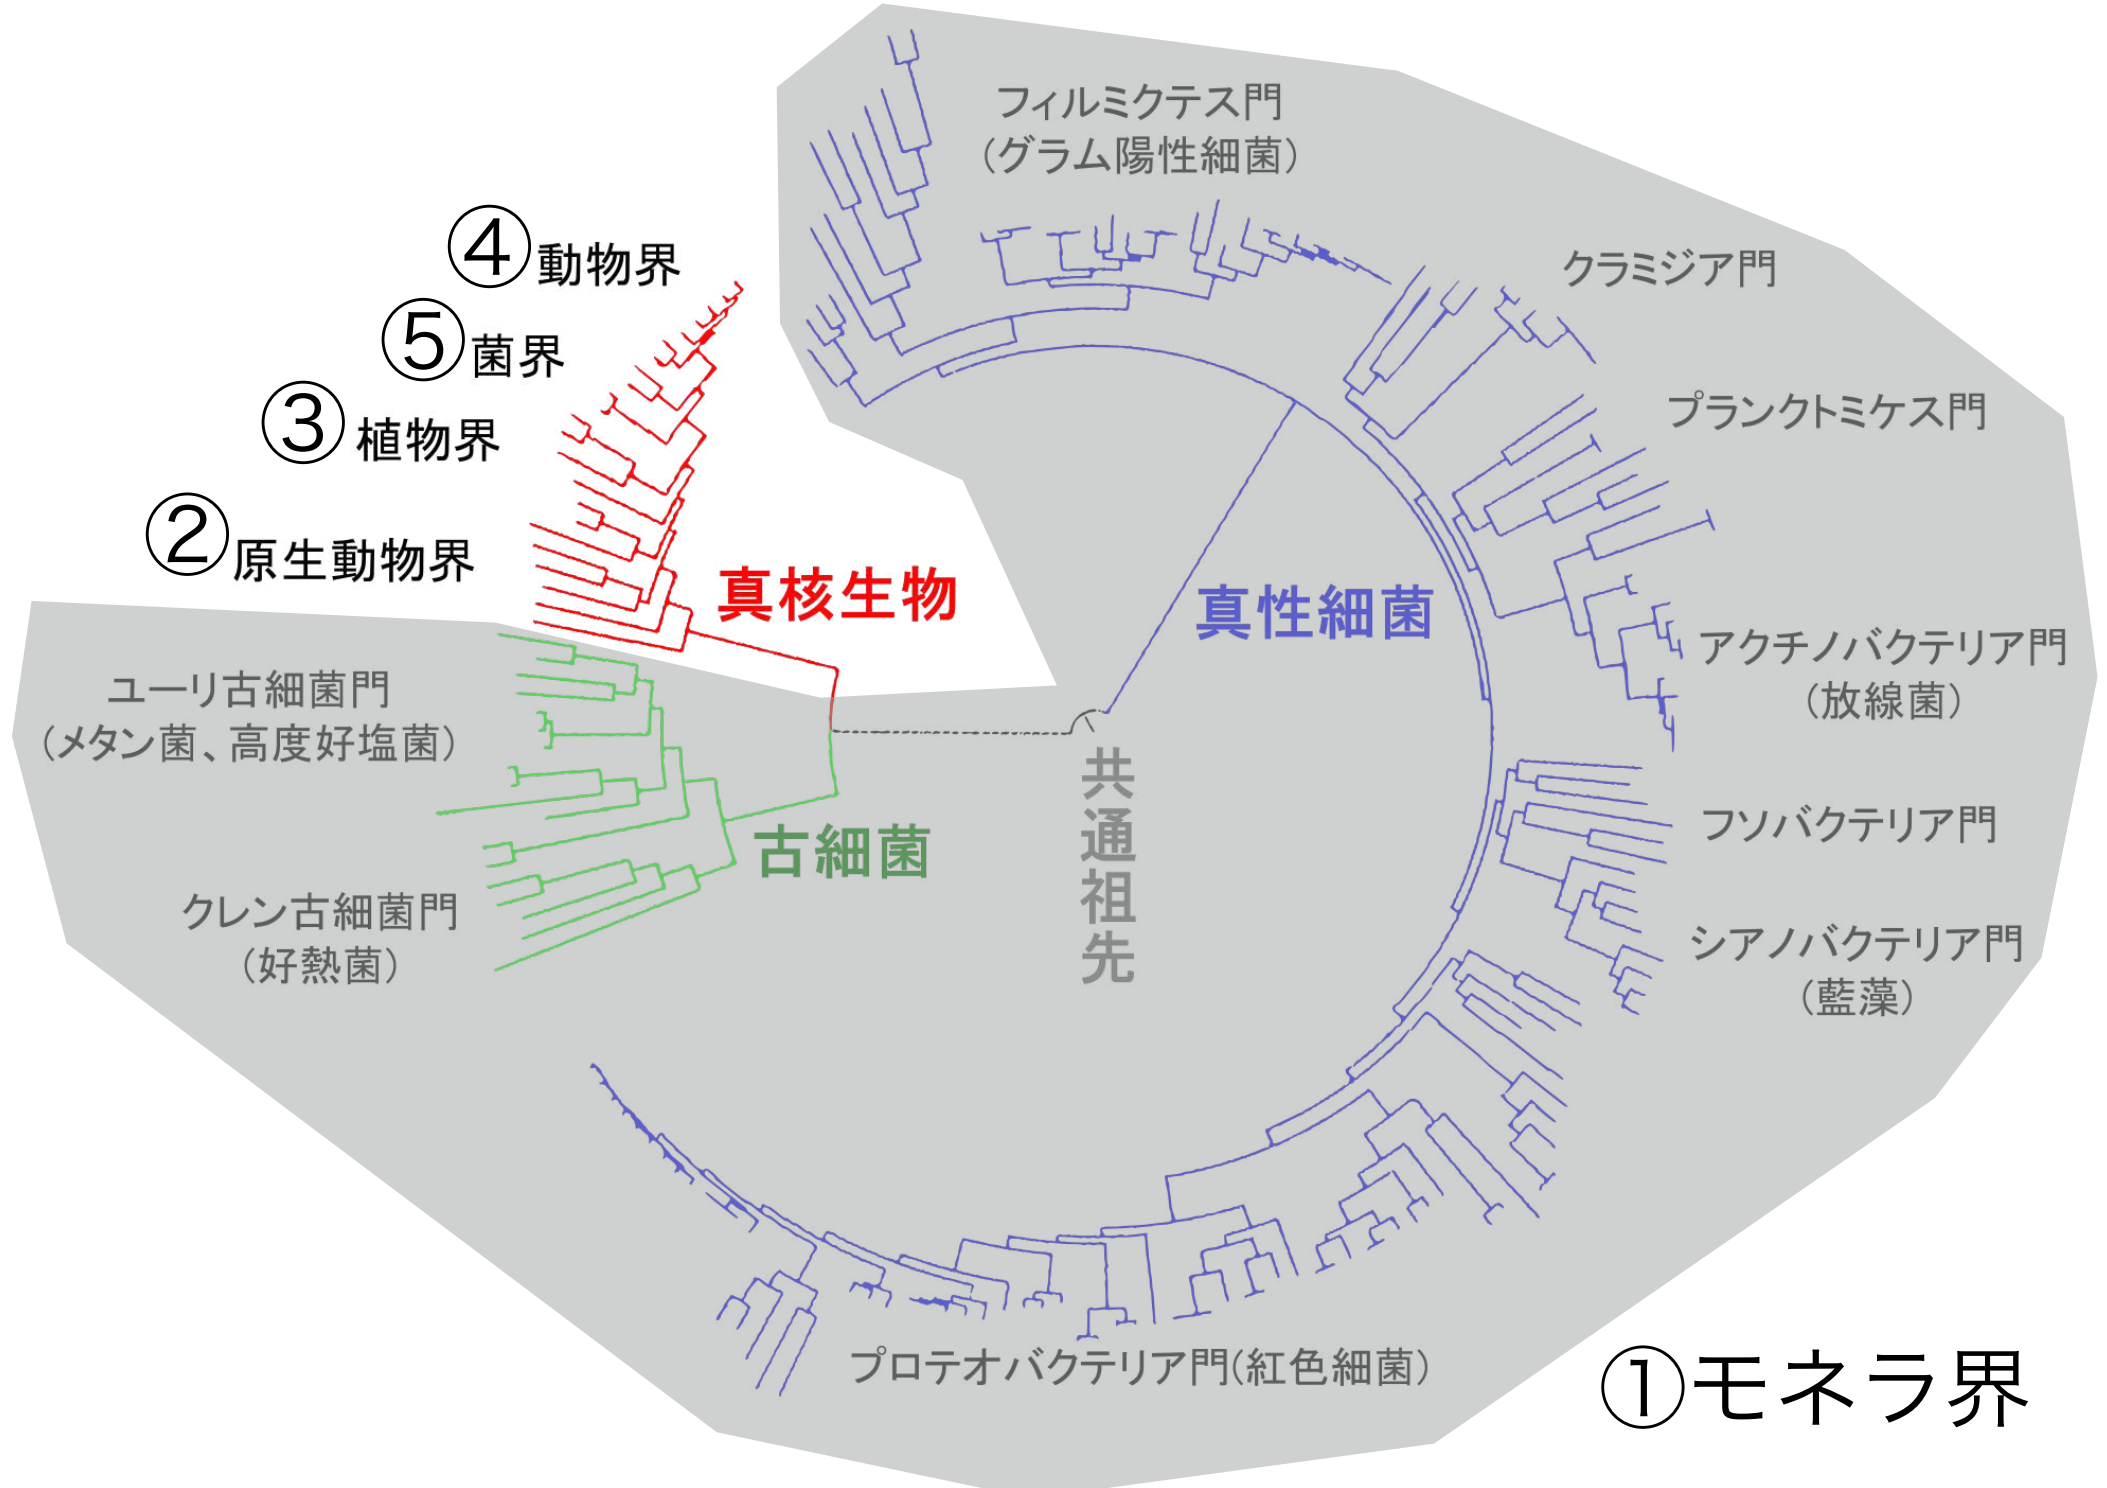 フィルミクテス門
(グラム陽性細菌)
④動物界
クラミジア門
⑤菌界
③植物界
プランクトミケス門
②原生動物界
真核生物
真性細菌
アクチノバクテリア門
(放線菌)
ユーリ古細菌門
(メタン菌、高度好塩菌)
共通祖先
フソバクテリア門
古細菌
クレン古細菌門
(好熱菌)
シアノバクテリア門
(藍藻)
プロテオバクテリア門(紅色細菌)
①モネラ界